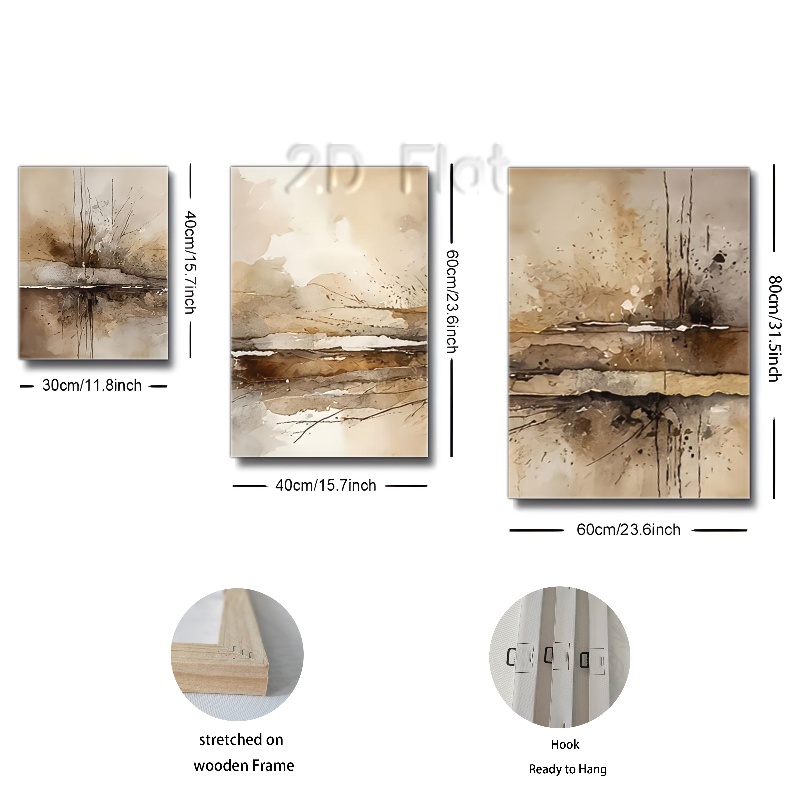 2D Flat
40cm/15.7inch
30cm/11.8inch
60cm/23.6inch
40cm/15.7inch
80cm/31.5inch
60cm/23.6inch
stretched on
wooden Frame
Hook
Ready to Hang